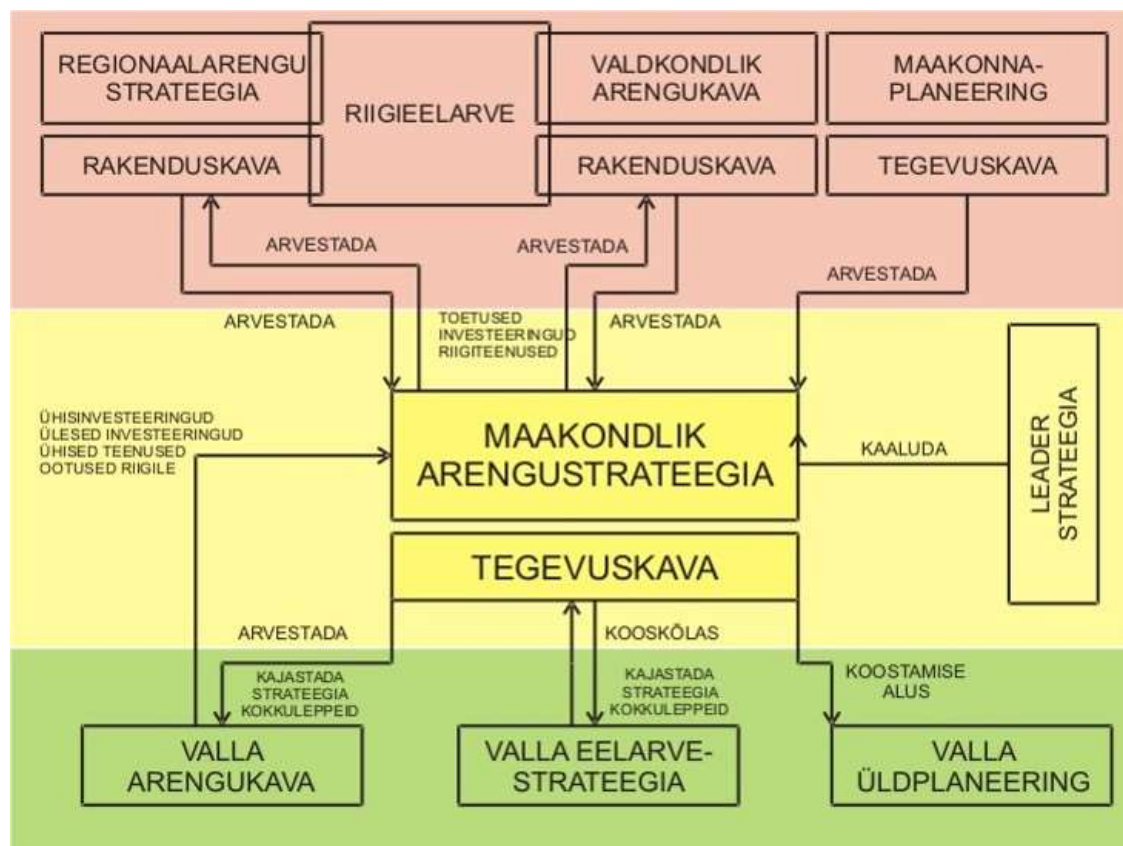 REGIONAALARENGU
STRATEEGIA
RIIGIEELARVE
VALDKONDLIK
ARENGUKAVA
MAAKONNA-
PLANEERING
RAKENDUSKAVA
RAKENDUSKAVA
TEGEVUSKAVA
ARVESTADA
ARVESTADA
ARVESTADA
ARVESTADA
TOETUSED
INVESTEERINGUD
RIIGITEENUSED
ARVESTADA
ÜHISINVESTEERINGUD
ÜLESED INVESTEERINGUD
ÜHISED TEENUSED
OOTUSED RIIGILE
MAAKONDLIK
ARENGUSTRATEEGIA
KAALUDA
LEADER
STRATEEGIA
TEGEVUSKAVA
ARVESTADA
KOOSKÕLAS
KAJASTADA
STRATEEGIA
KOKKULEPPEID
KAJASTADA
STRATEEGIA
KOKKULEPPEID
KOOSTAMISE
ALUS
VALLA
ARENGUKAVA
VALLA EELARVE-
STRATEEGIA
VALLA
ÜLDPLANEERING